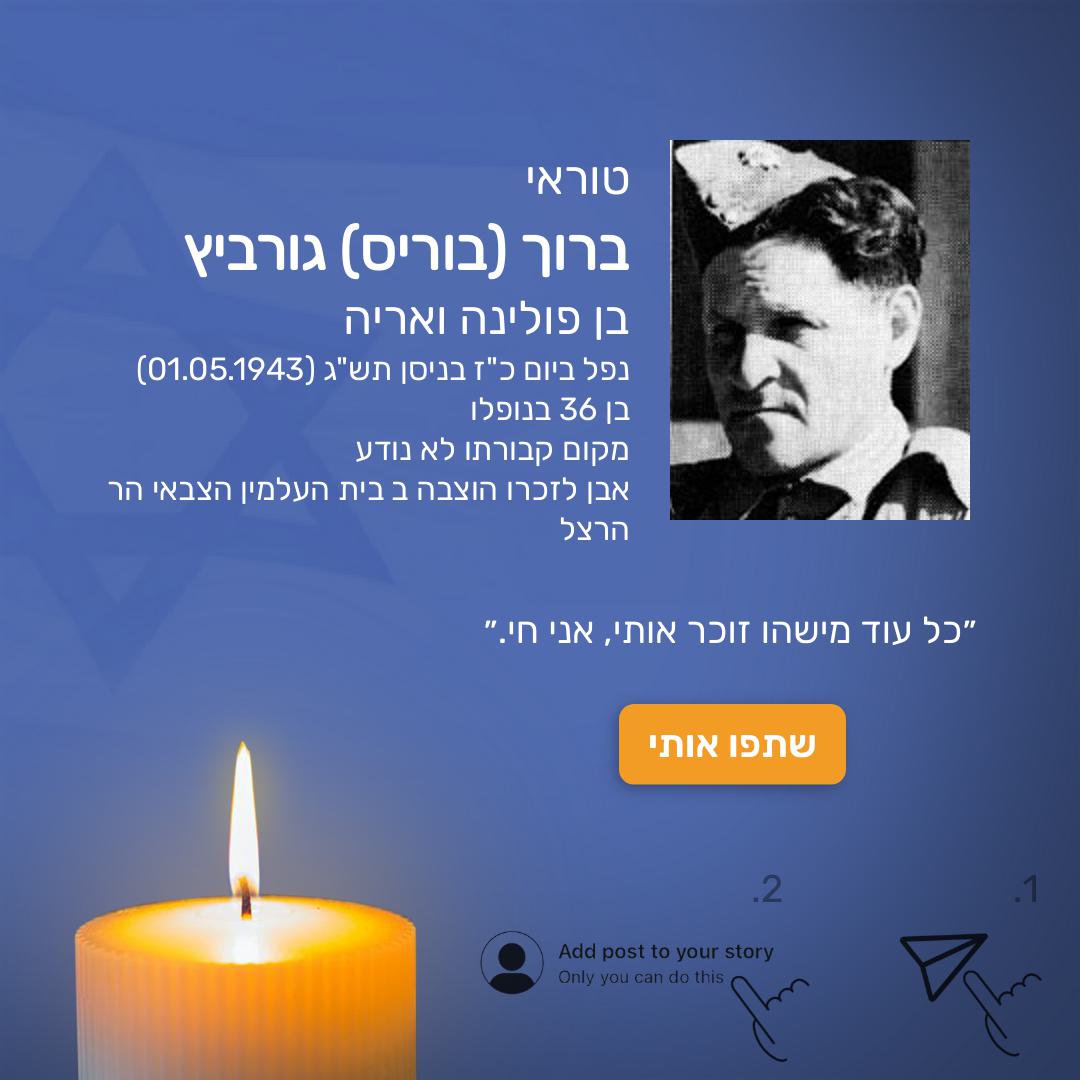 טוראי
ברוך (בוריס) גורביץ
בן פולינה ואריה
נפל ביום כ"ז בניסן תש"ג (01.05.1943)
בן 36 בנופלו
מקום קבורתו לא נודע
אבן לזכרו הוצבה ב בית העלמין הצבאי הר
הרצל
״כל עוד מישהו זוכר אותי, אני חי.״
שתפו אותי
.1
.2
Add post to your story
Only you can do this